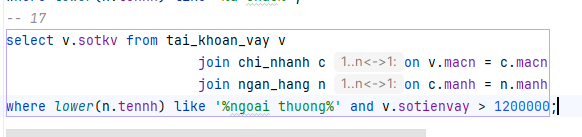 -- 17
select v.sotkv from tai_khoan_vay v
join chi_nhanh c 1..n<->1: on v.macn = c.macn
join ngan_hang n 1..n<->1: on c.manh = n.manh
where lower(n.tennh) like '%ngoai thuong%' and v.sotienvay > 1200000;